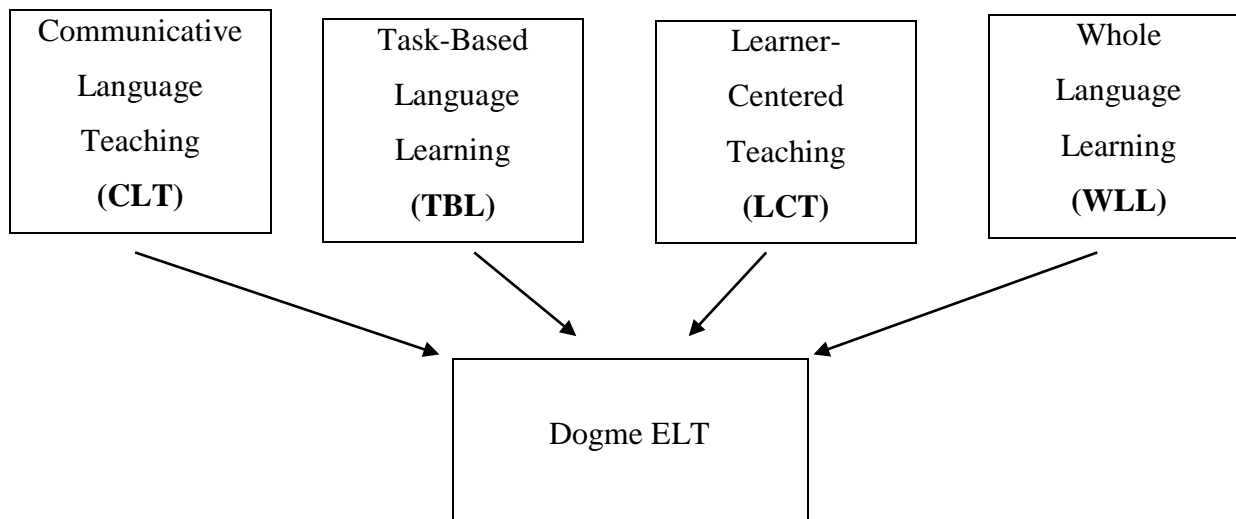 Communicative
Language
Teaching
(CLT)
Task-Based
Language
Learning
(TBL)
Learner-
Centered
Teaching
(LCT)
Whole
Language
Learning
(WLL)
Dogme ELT